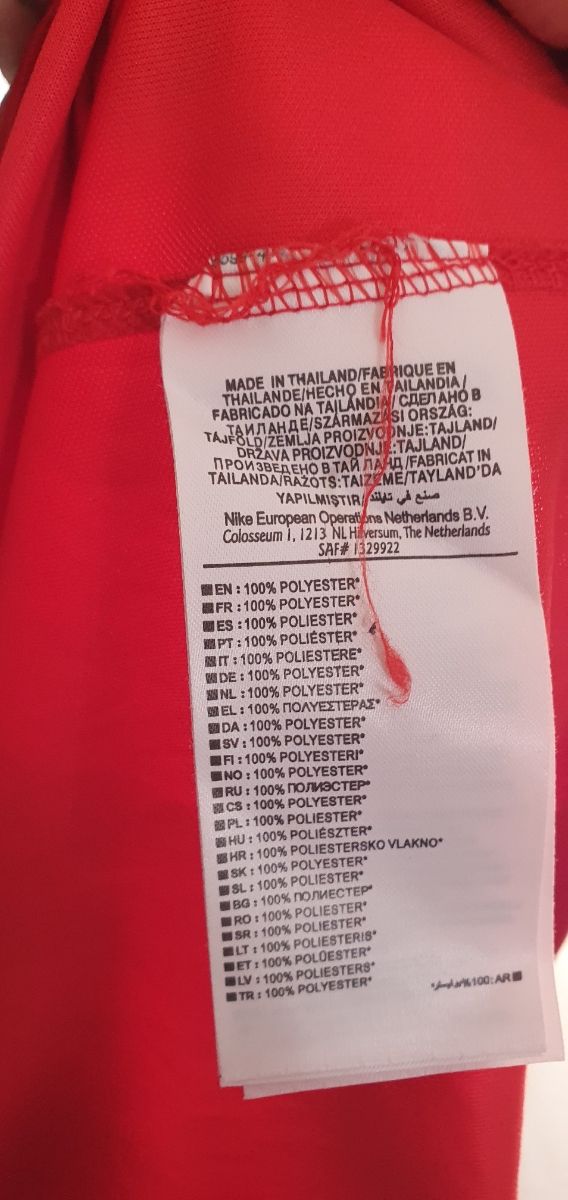 MADE IN THAILAND/FABRIQUE EN
THAILANDE/HECHO EN TAILANDIA/
FABRICADO NA TAILÂNDIA/ СДЕЛАНО В
ТАИЛАНДЕ/SZÁRMAZÁSI ORSZÁG:
TAJFÖLD/ZEMLJA PROIZVODNJE:TAJLAND/
DRŽAVA PROIZVODNJE:TAJLAND/
ПРОИЗВЕДЕНО В ТАЙЛАНД/FABRICAT IN
TAILANDA/RAŽOTS:TAIZEME/TAYLAND'DA
YAPILMIŞTIR/ صنع في تايلند
Nike European Operations Netherlands B.V.
Colosseum 1, 1213 NL Hilversum, The Netherlands
SAF# 1329922
EN : 100% POLYESTER*
FR : 100% POLYESTER*
ES : 100% POLIESTER*
PT : 100% POLIÉSTER*
IT : 100% POLIESTERE*
DE : 100% POLYESTER*
NL : 100% POLYESTER*
EL : 100% ΠΟΛΥΕΣΤΕΡΑΣ*
DA : 100% POLYESTER*
SV : 100% POLYESTER*
FI : 100% POLYESTERI*
NO : 100% POLYESTER*
RU : 100% ПОЛИЭСТЕР*
CS : 100% POLYESTER*
PL : 100% POLIESTER*
HU : 100% POLIÉSZTER*
HR : 100% POLIESTERSKO VLAKNO*
SK : 100% POLYESTER*
SL : 100% POLIESTER*
BG : 100% ПОЛИЕСТЕР*
RO : 100% POLIESTER*
SR : 100% POLIESTER*
LT : 100% POLIESTERIS*
ET : 100% POLÜESTER*
LV : 100% POLIESTERS*
TR : 100% POLYESTER* *بوليستر%100 : AR